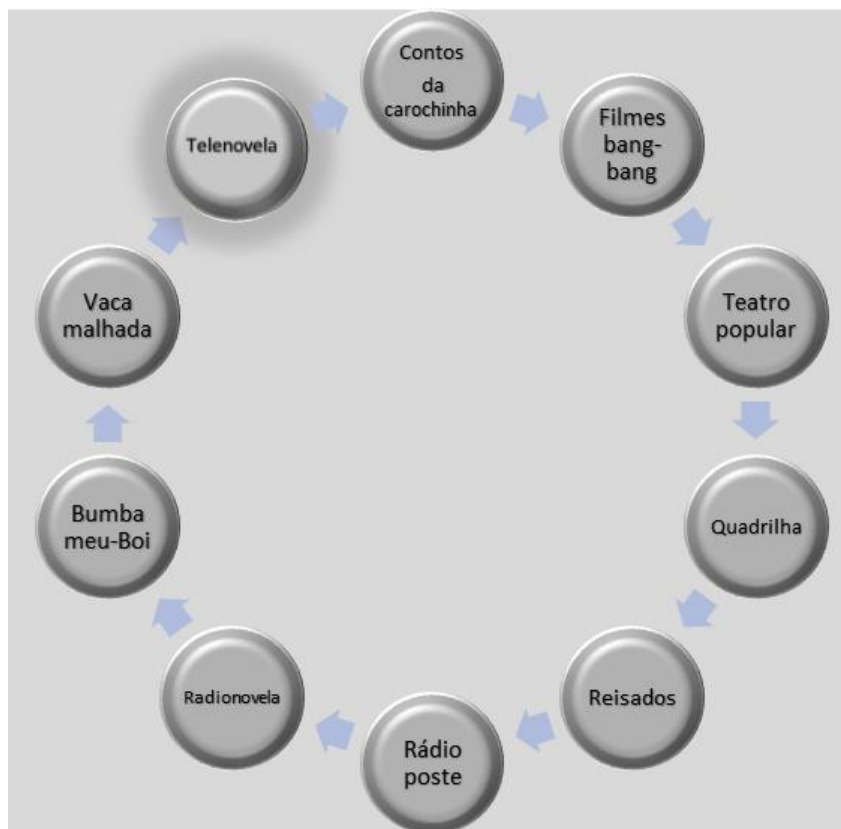 Contos
da
carochinha
Filmes
bang-
bang
Teatro
popular
Quadrilha
Reisados
Rádio
poste
Radionovela
Bumba
meu-Boi
Vaca
malhada
Telenovela